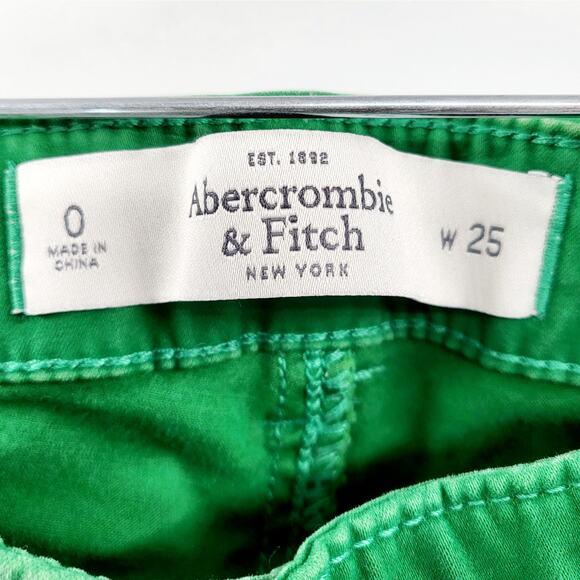 0
MADE IN
CHINA
EST. 1892
Abercrombie
& Fitch
NEW YORK
W 25